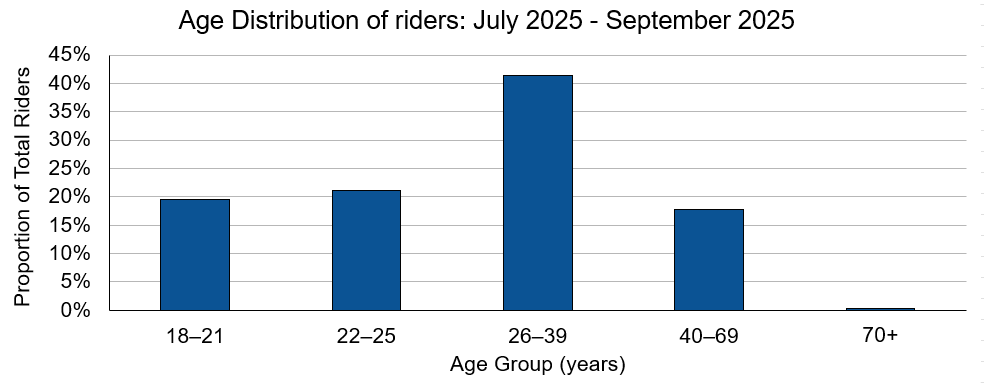 Age Distribution of riders: July 2025 - September 2025
Proportion of Total Riders
45%
40%
35%
30%
25%
20%
15%
10%
5%
0%
18–21 22–25 26–39 40–69 70+
Age Group (years)